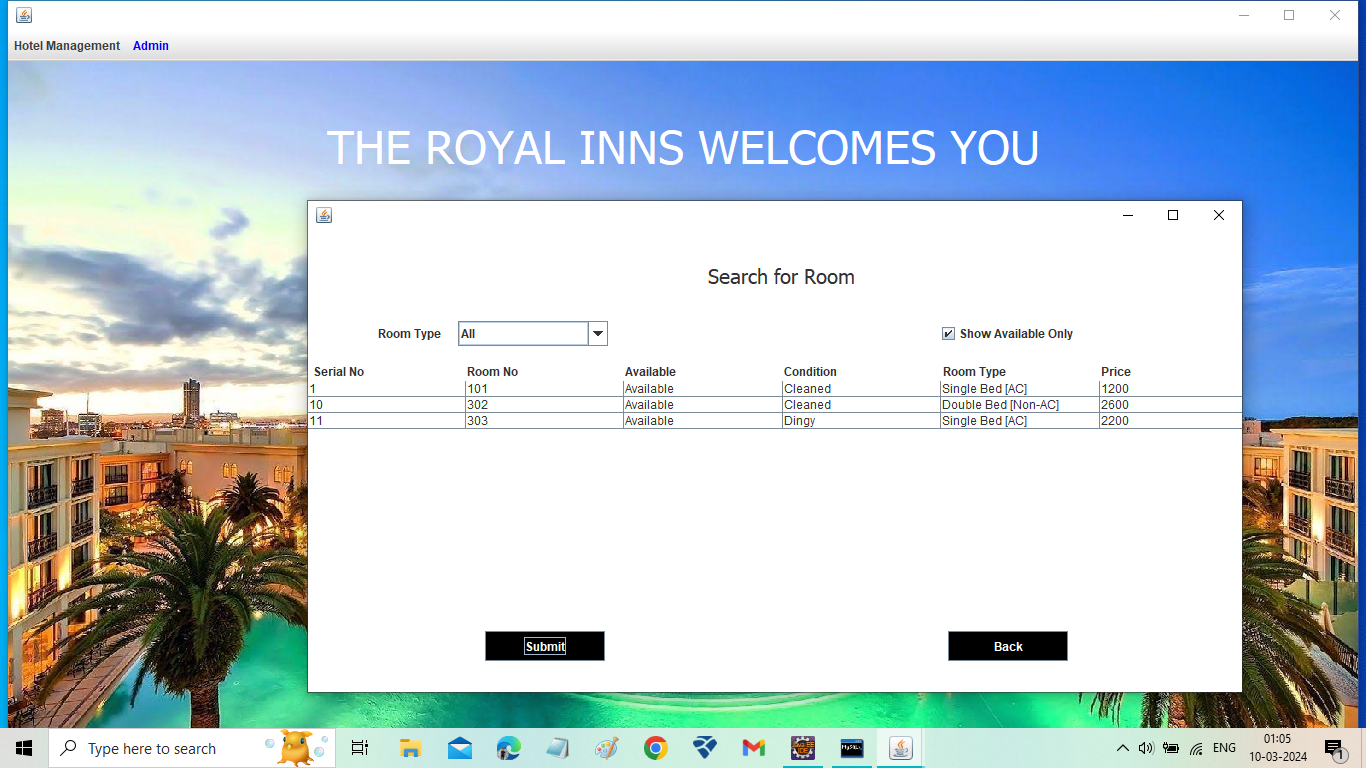 Hotel Management Admin
THE ROYAL INNS WELCOMES YOU
Search for Room
Room Type All Show Available Only
Serial No Room No Available Condition Room Type Price
1 101 Available Cleaned Single Bed [AC] 1200
10 302 Available Cleaned Double Bed [Non-AC] 2600
11 303 Available Dingy Single Bed [AC] 2200
Submit Back
Type here to search
ENG
01:05
10-03-2024
1